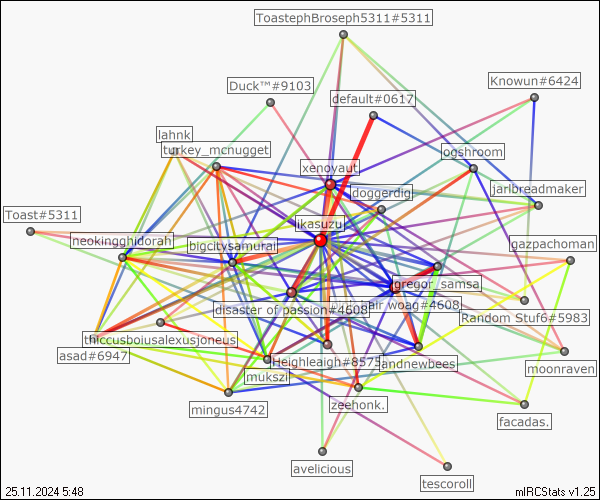 ToastephBroseph5311#5311
Duck™#9103
Knowun#6424
default#0617
lahnk
turkey_mcnugget
ogshroom
xenoyaut
doggerdig
jarlbreadmaker
Toast#5311
ikasuzu
neokingghidorah
bigcitysamurai
gazpachoman
gregor_samsa
woag#4608
disaster of passion#4608
Random Stuf6#5983
thiccusboiusalexusjoneus
asad#6947
Heighleaigh#8575
andnewbees
moonraven
mukszi
mingus4742
zeehonk.
facadas.
avelicious
tescoroll
25.11.2024 5:48
mIRCStats v1.25